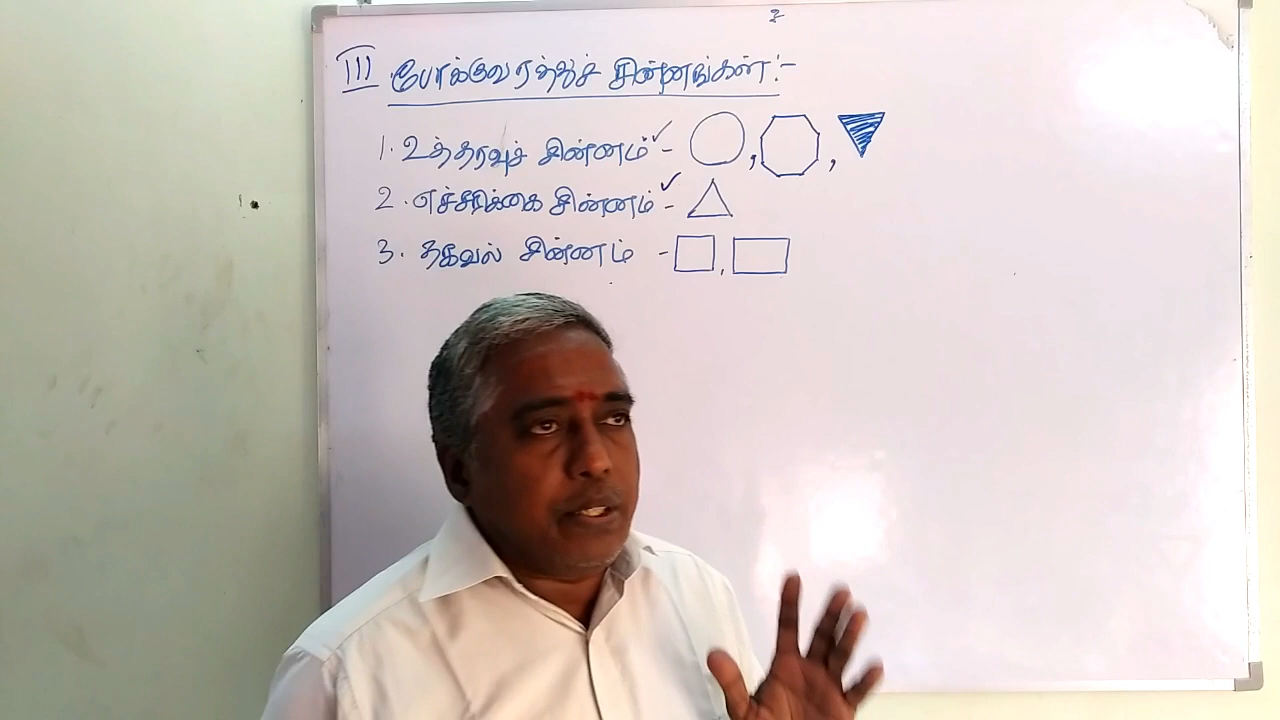 III போக்குவரத்துச் சின்னங்கள்:-
1. உத்தரவுச் சின்னம் ✓ -
2. எச்சரிக்கை சின்னம் ✓ -
3. தகவல் சின்னம் -